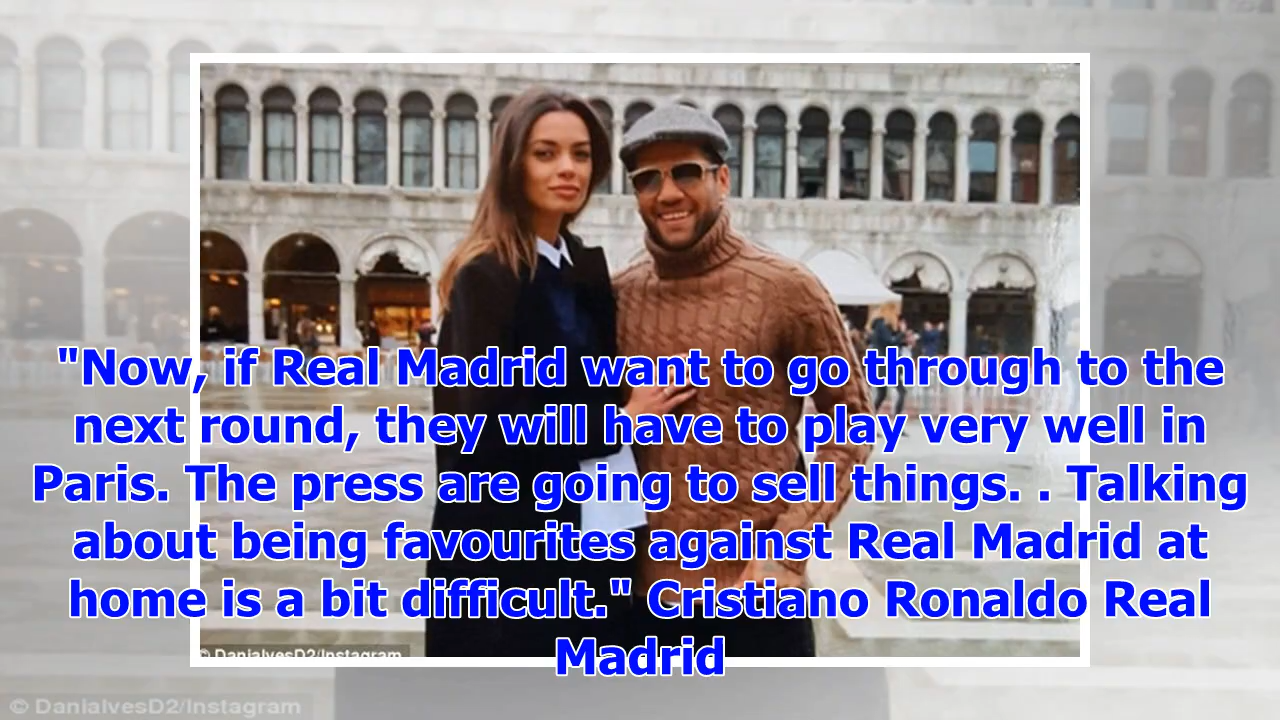 "Now, if Real Madrid want to go through to the
next round, they will have to play very well in
Paris. The press are going to sell things. . Talking
about being favourites against Real Madrid at
home is a bit difficult." Cristiano Ronaldo Real
Madrid
© DanialvesD2/Instagram
© DanialvesD2/Instagram